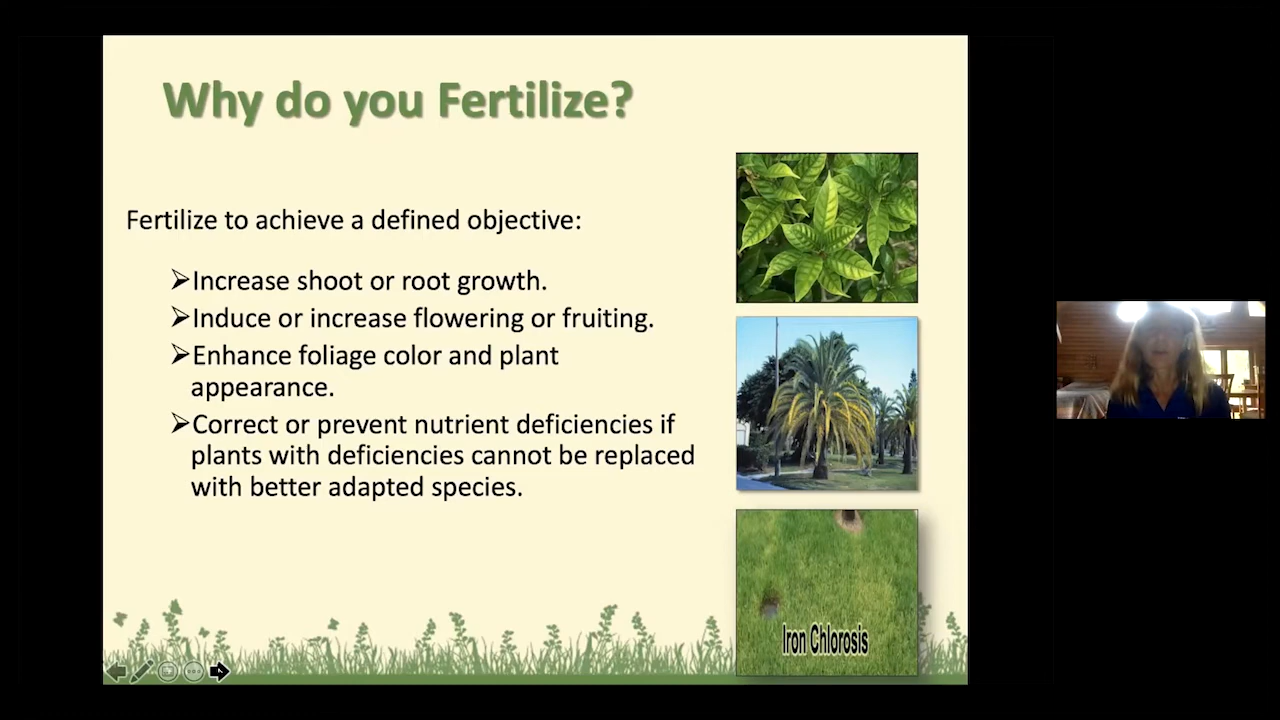 Why do you Fertilize?
Fertilize to achieve a defined objective:
➢Increase shoot or root growth.
➢Induce or increase flowering or fruiting.
➢Enhance foliage color and plant
appearance.
➢Correct or prevent nutrient deficiencies if
plants with deficiencies cannot be replaced
with better adapted species.
Iron Chlorosis